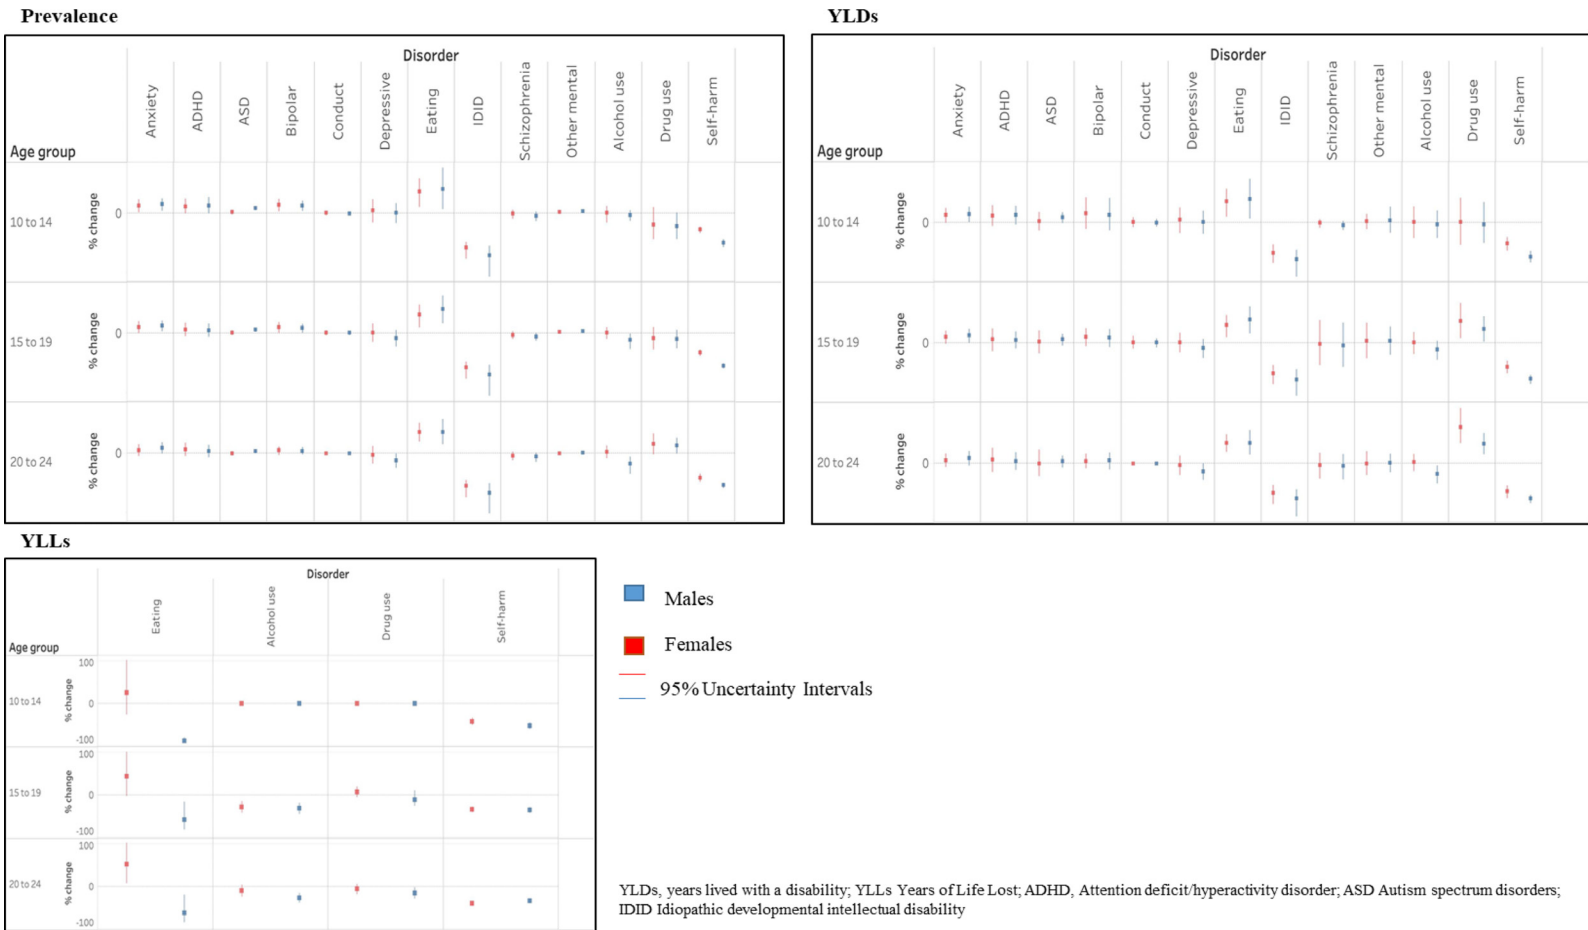 Prevalence
Disorder
Anxiety
ADHD
ASD
Bipolar
Conduct
Depressive
Eating
IDID
Schizophrenia
Other mental
Alcohol use
Drug use
Self-harm
Age group
10 to 14
% change
0
15 to 19
% change
0
20 to 24
% change
0
YLDs
Disorder
Anxiety
ADHD
ASD
Bipolar
Conduct
Depressive
Eating
IDID
Schizophrenia
Other mental
Alcohol use
Drug use
Self-harm
Age group
10 to 14
% change
0
15 to 19
% change
0
20 to 24
% change
0
YLLs
Disorder
Eating
Alcohol use
Drug use
Self-harm
Age group
10 to 14
% change
100
0
-100
15 to 19
% change
100
0
-100
20 to 24
% change
100
0
-100
Males
Females
95% Uncertainty Intervals
YLDs, years lived with a disability; YLLs Years of Life Lost; ADHD, Attention deficit/hyperactivity disorder; ASD Autism spectrum disorders;
IDID Idiopathic developmental intellectual disability